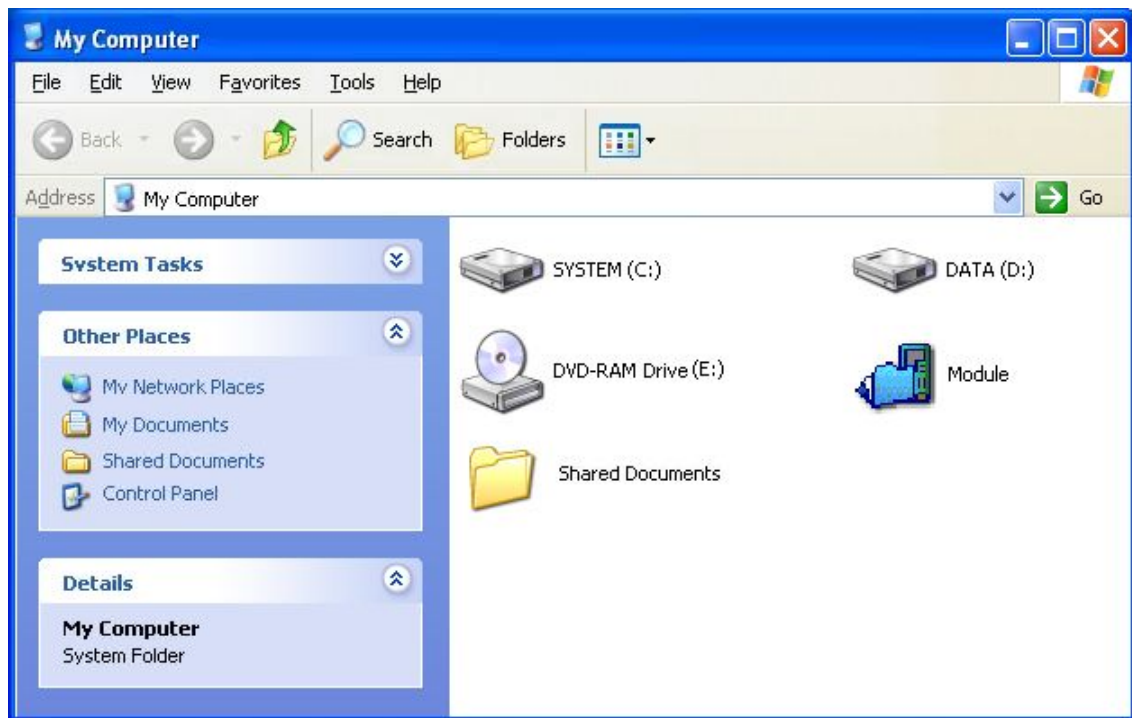 My Computer
File Edit View Favorites Tools Help
Back Search Folders
Address My Computer Go
System Tasks
Other Places
My Network Places
My Documents
Shared Documents
Control Panel
Details
My Computer
System Folder
SYSTEM (C:) DATA (D:)
DVD-RAM Drive (E:) Module
Shared Documents